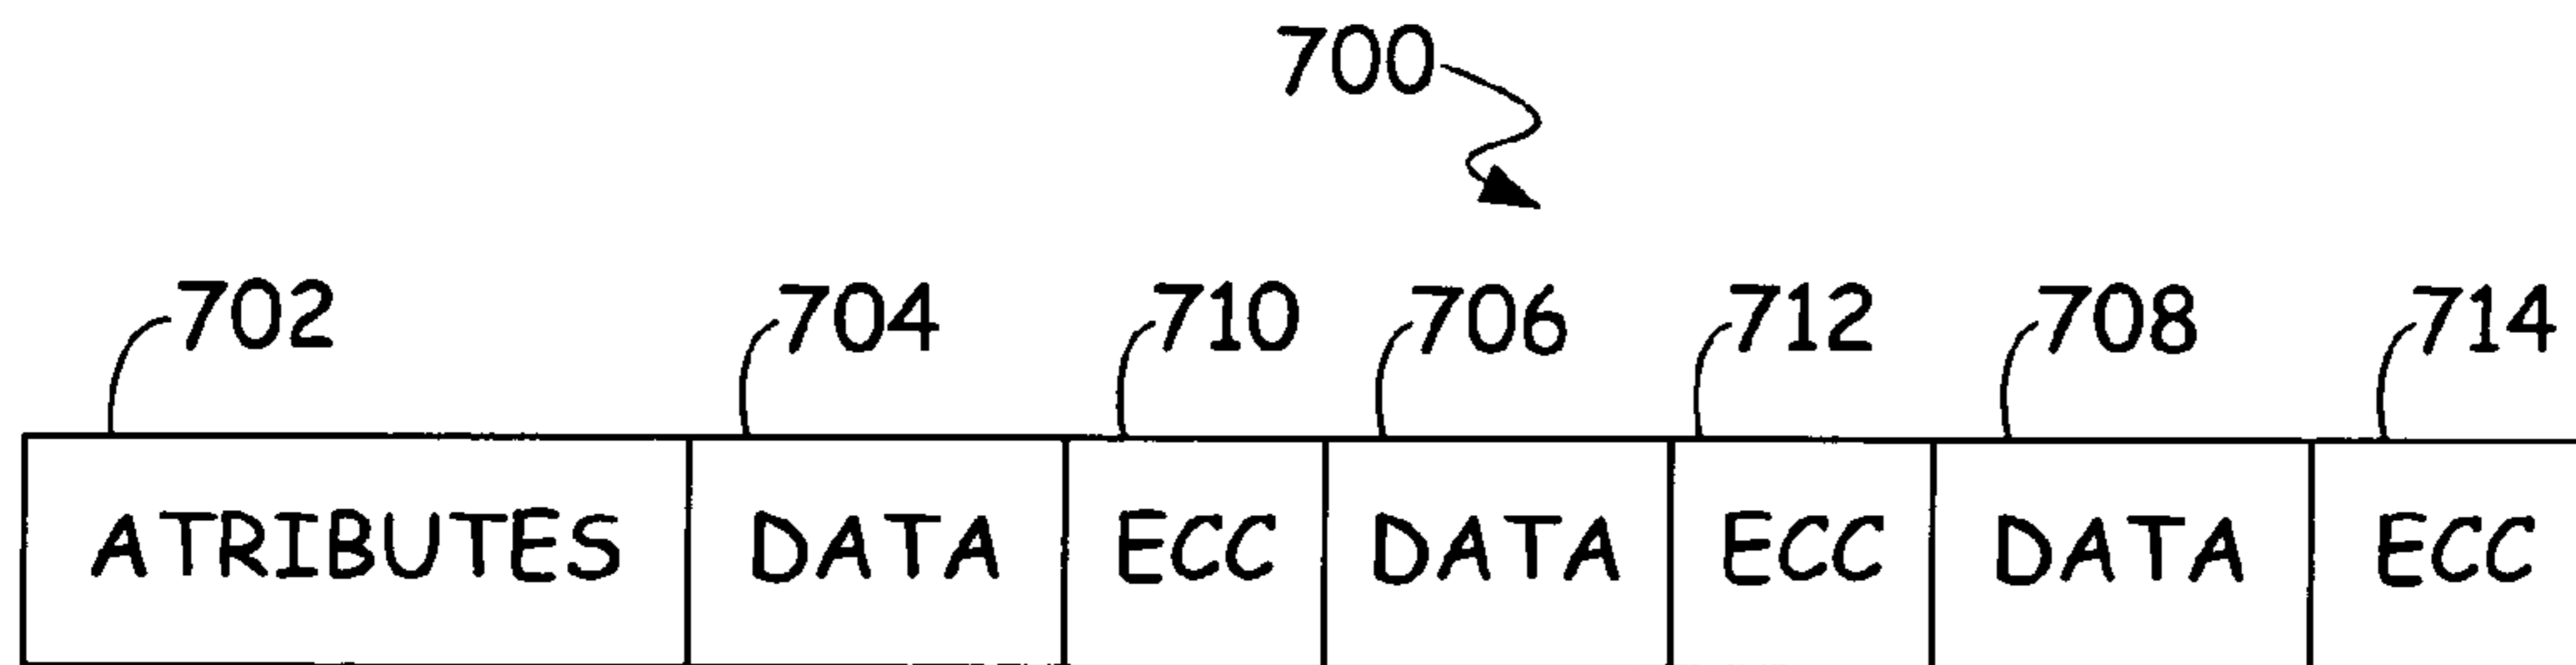 700
702 704 710 706 712 708 714
ATRIBUTES DATA ECC DATA ECC DATA ECC